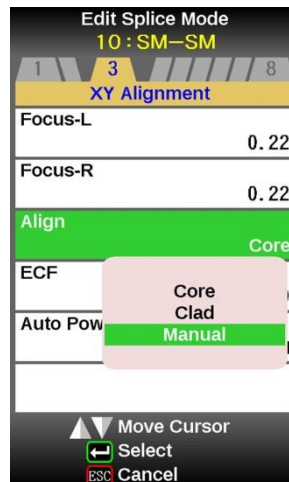 Edit Splice Mode
10:SM-SM
1 3 8
XY Alignment
Focus-L
0.22
Focus-R
0.22
Align
Core
ECF
Core
Clad
Auto Pow
Manual
Move Cursor
Select
ESC Cancel